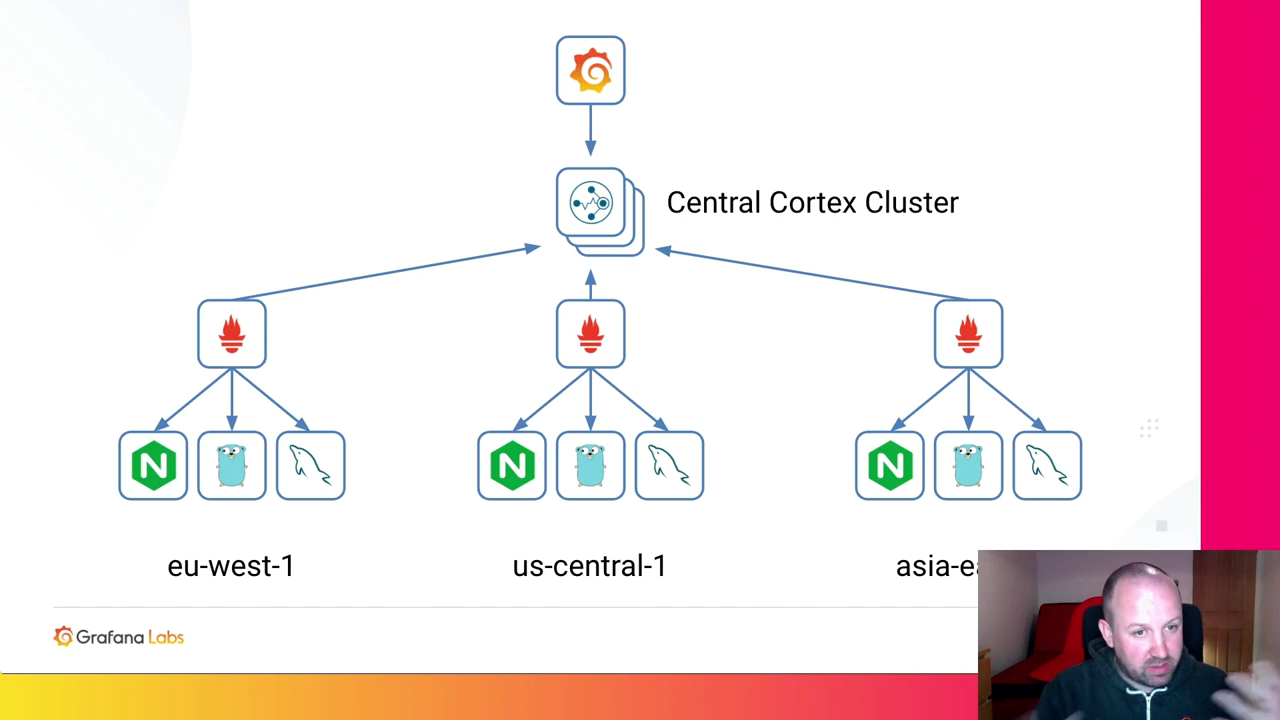 Central Cortex Cluster
eu-west-1
us-central-1
Grafana Labs